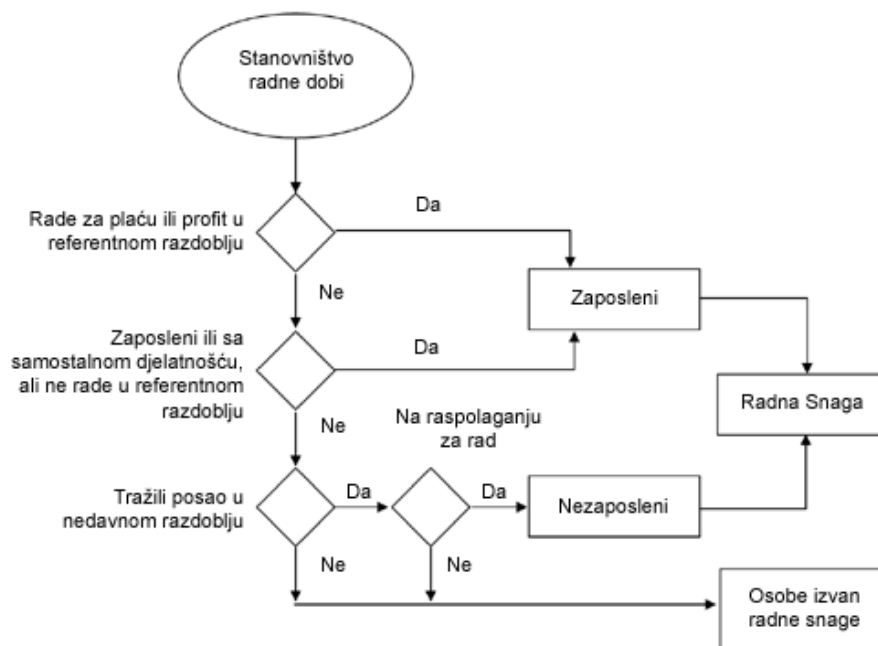 Stanovništvo
radne dobi
Rade za plaću ili profit u
referentnom razdoblju
Da
Ne
Zaposleni
Zaposleni ili sa
samostalnom djelatnošću,
ali ne rade u referentnom
razdoblju
Da
Ne
Radna Snaga
Na raspolaganju
za rad
Tražili posao u
nedavnom razdoblju
Da
Da
Nezaposleni
Ne
Ne
Osobe izvan
radne snage